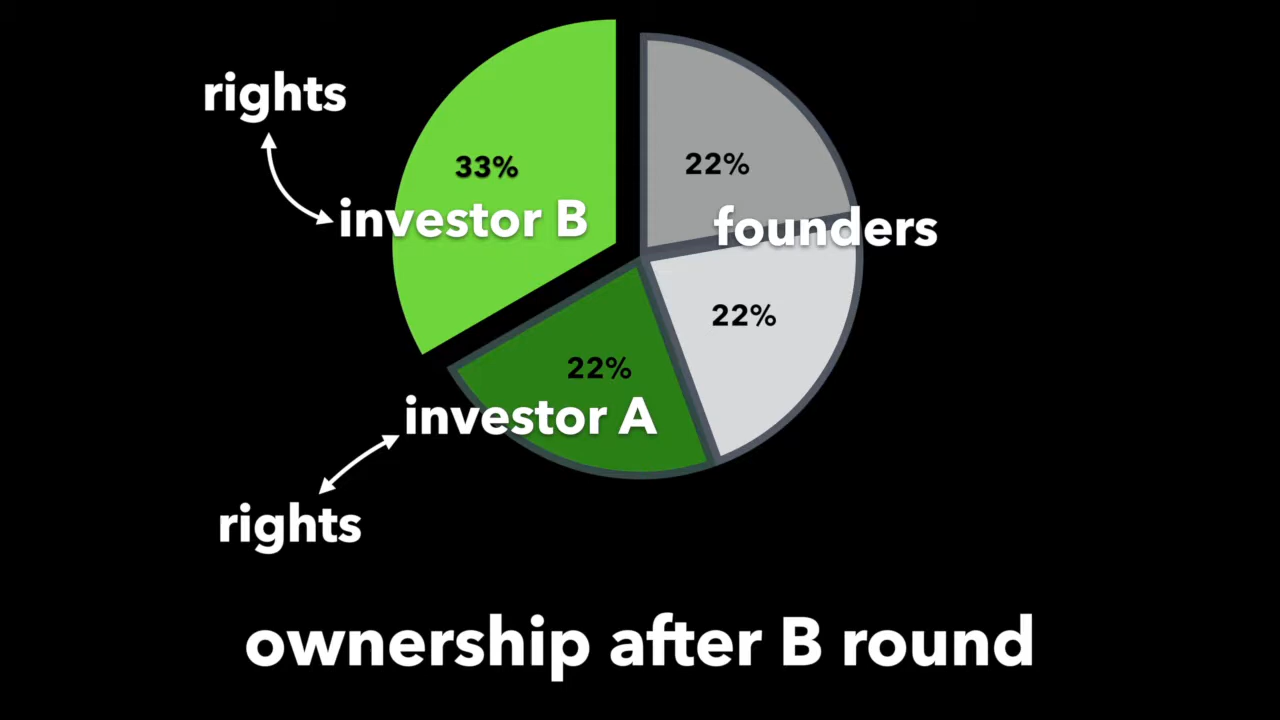 rights
33%
22%
investor B
founders
22%
22%
investor A
rights
ownership after B round